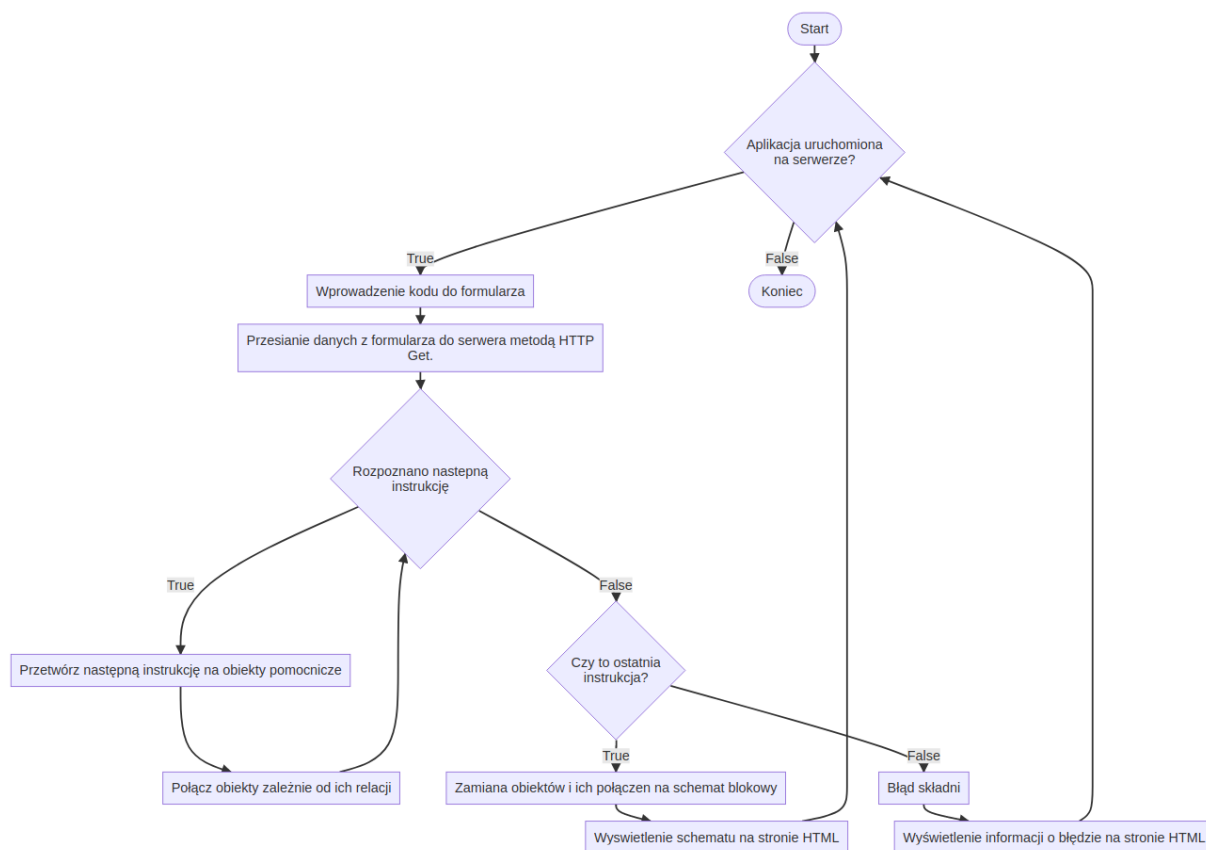 Start
Aplikacja uruchomiona
na serwerze?
True
False
Wprowadzenie kodu do formularza
Koniec
Przesianie danych z formularza do serwera metodą HTTP
Get.
Rozpoznano nastepną
instrukcję
True
False
Przetwórz następną instrukcję na obiekty pomocnicze
Czy to ostatnia
instrukcja?
True
False
Połącz obiekty zależnie od ich relacji
Zamiana obiektów i ich połączen na schemat blokowy
Błąd składni
Wyswietlenie schematu na stronie HTML
Wyświetlenie informacji o błędzie na stronie HTML